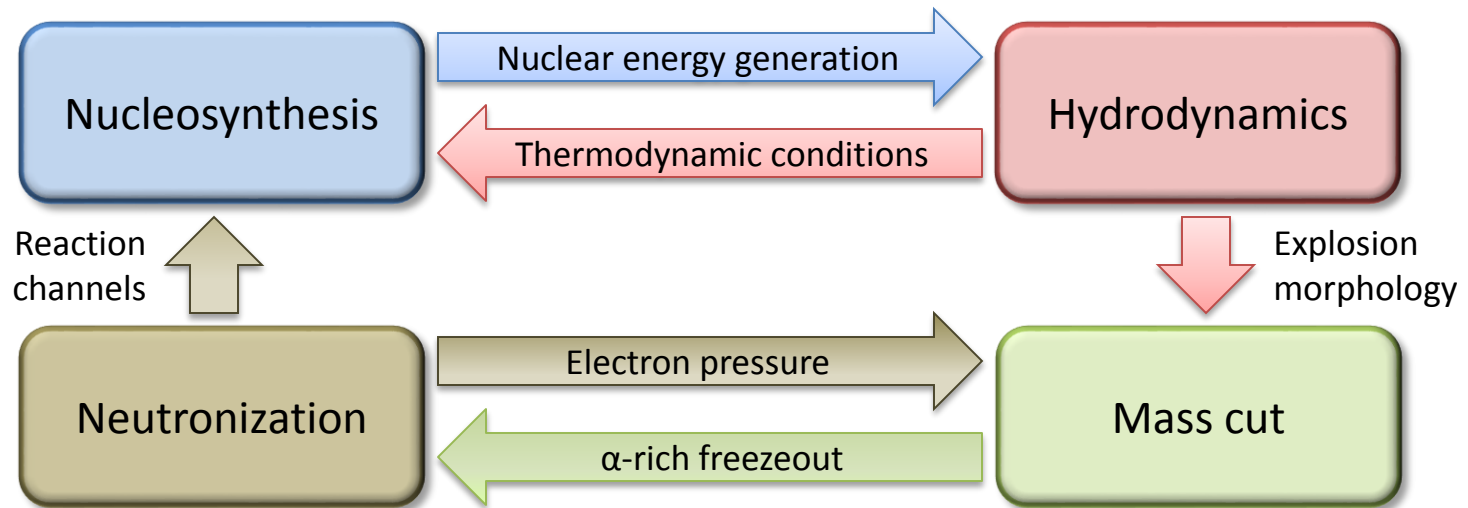 Nuclear energy generation
Nucleosynthesis
Hydrodynamics
Thermodynamic conditions
Reaction
channels
Explosion
morphology
Electron pressure
Neutronization
Mass cut
α-rich freezeout